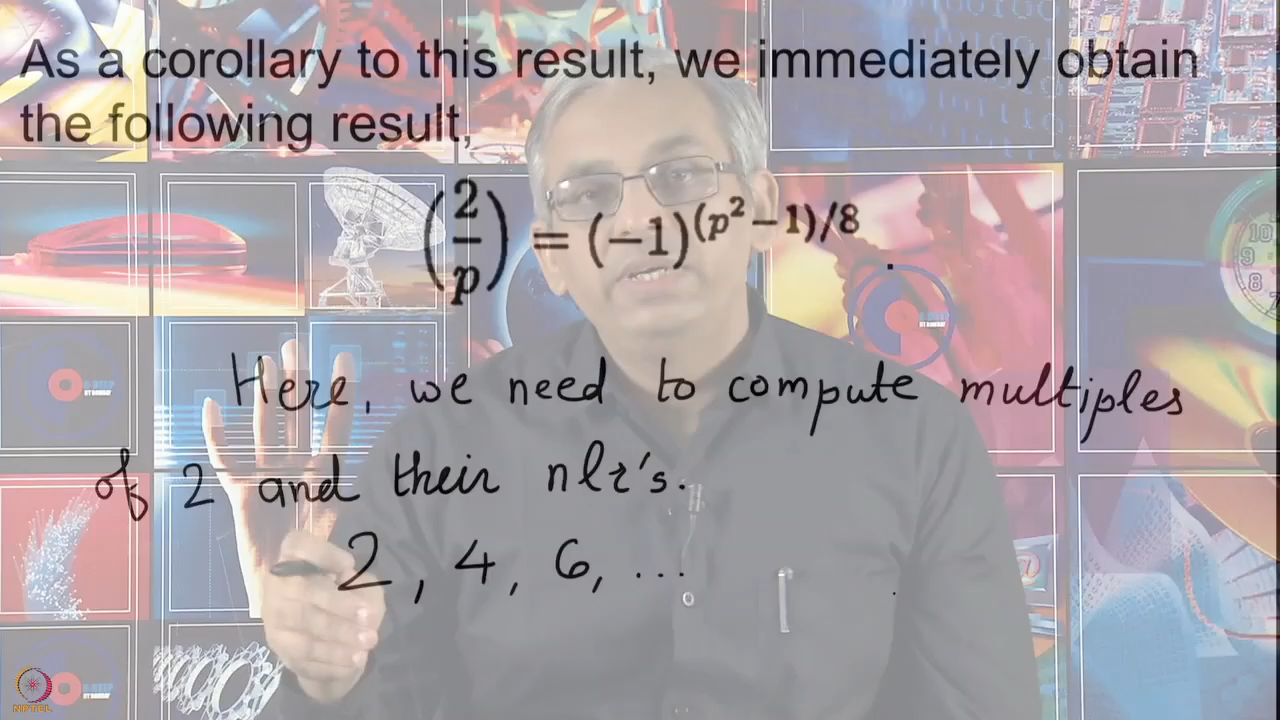 As a corollary to this result, we immediately obtain
the following result,
(2/p) = (−1)^{(p²−1)/8}.
Here, we need to compute multiples
of 2 and their nlr's.
2, 4, 6, ...
NPTEL